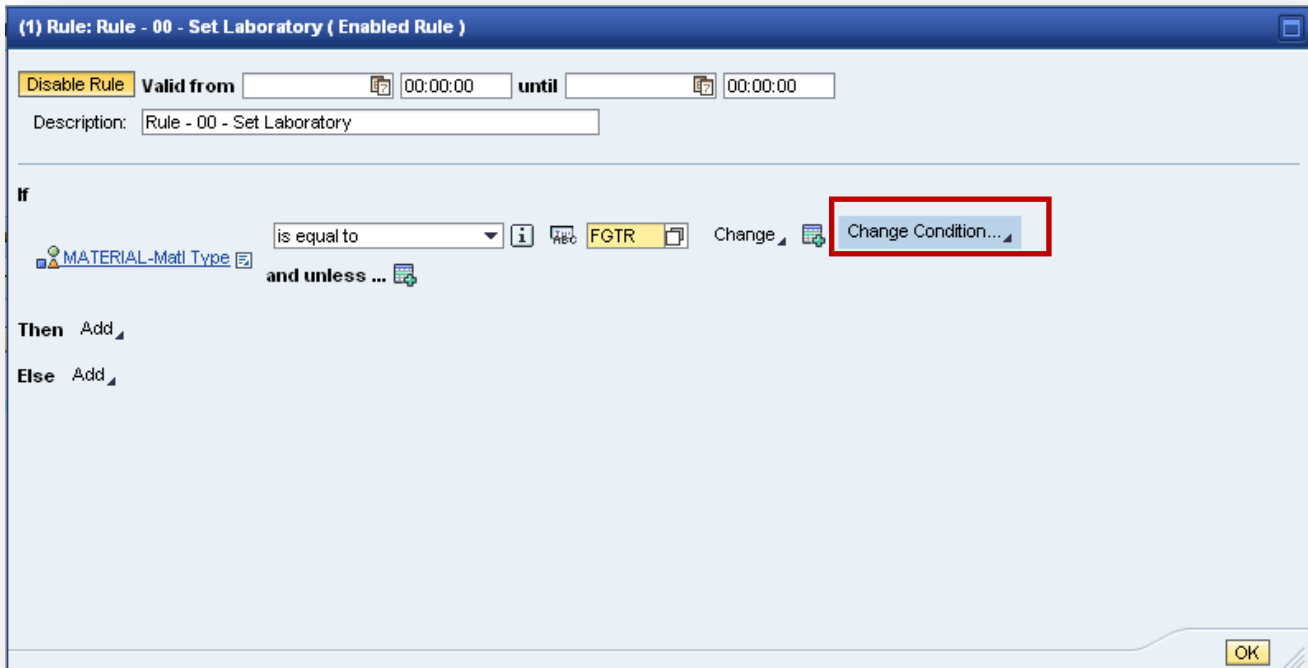 (1) Rule: Rule - 00 - Set Laboratory ( Enabled Rule )
Disable Rule Valid from 00:00:00 until 00:00:00
Description: Rule - 00 - Set Laboratory
If
MATERIAL-Matl Type is equal to ABC FGTR Change Change Condition...
and unless ...
Then Add
Else Add
OK